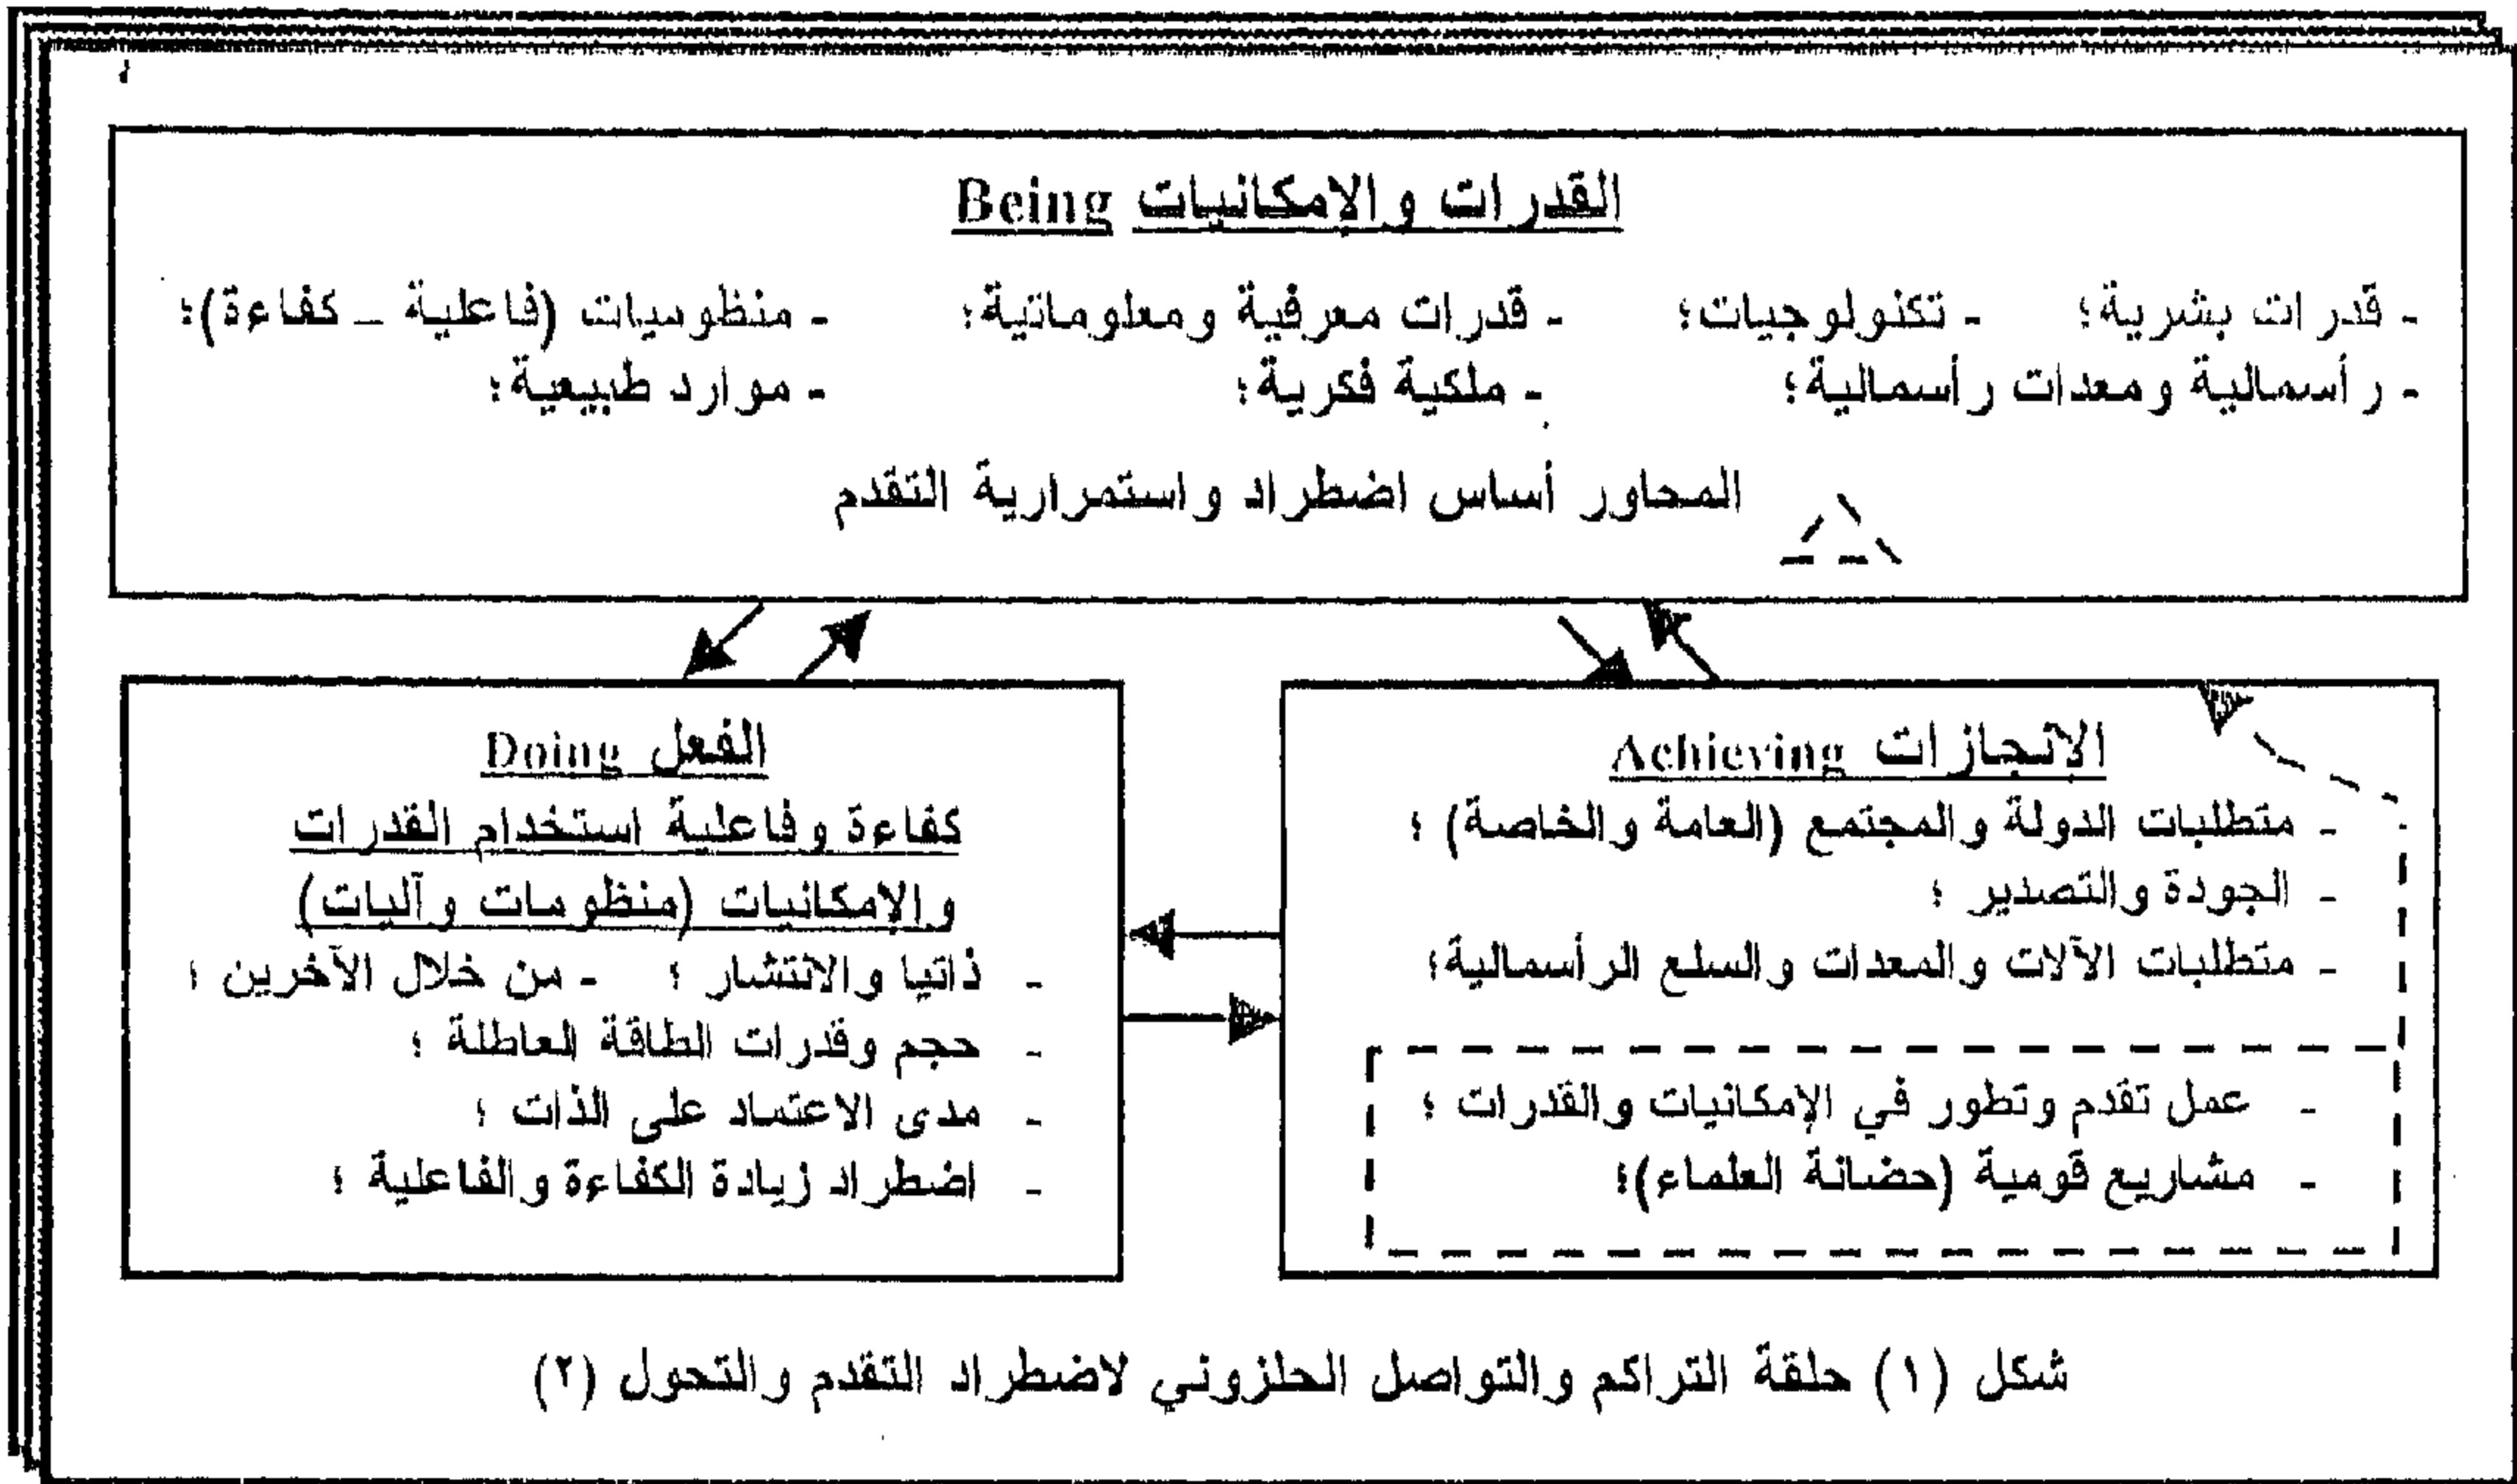 القدرات والإمكانيات Being
- قدرات بشرية؛ - تكنولوجيات؛ - قدرات معرفية ومعلوماتية؛ - منظوميات (فاعلية – كفاءة)؛
- رأسمالية ومعدات رأسمالية؛ - ملكية فكرية؛ - موارد طبيعية؛
المحاور أساس اضطراد واستمرارية التقدم
الانجازات Achieving
- متطلبات الدولة والمجتمع (العامة والخاصة) ؛
- الجودة والتصدير ؛
- متطلبات الآلات والمعدات والسلع الرأسمالية؛
- عمل تقدم وتطور في الإمكانيات والقدرات ؛
- مشاريع قومية (حضانة العلماء)؛
الفعل Doing
كفاءة وفاعلية استخدام القدرات
والإمكانيات (منظومات وآليات)
- ذاتيا والانتشار ؛ - من خلال الآخرين ؛
- حجم وقدرات الطاقة العاطلة ؛
- مدى الاعتماد على الذات ؛
- اضطراد زيادة الكفاءة والفاعلية ؛
شكل (١) حلقة التراكم والتواصل الحلزوني لاضطراد التقدم والتحول (٢)